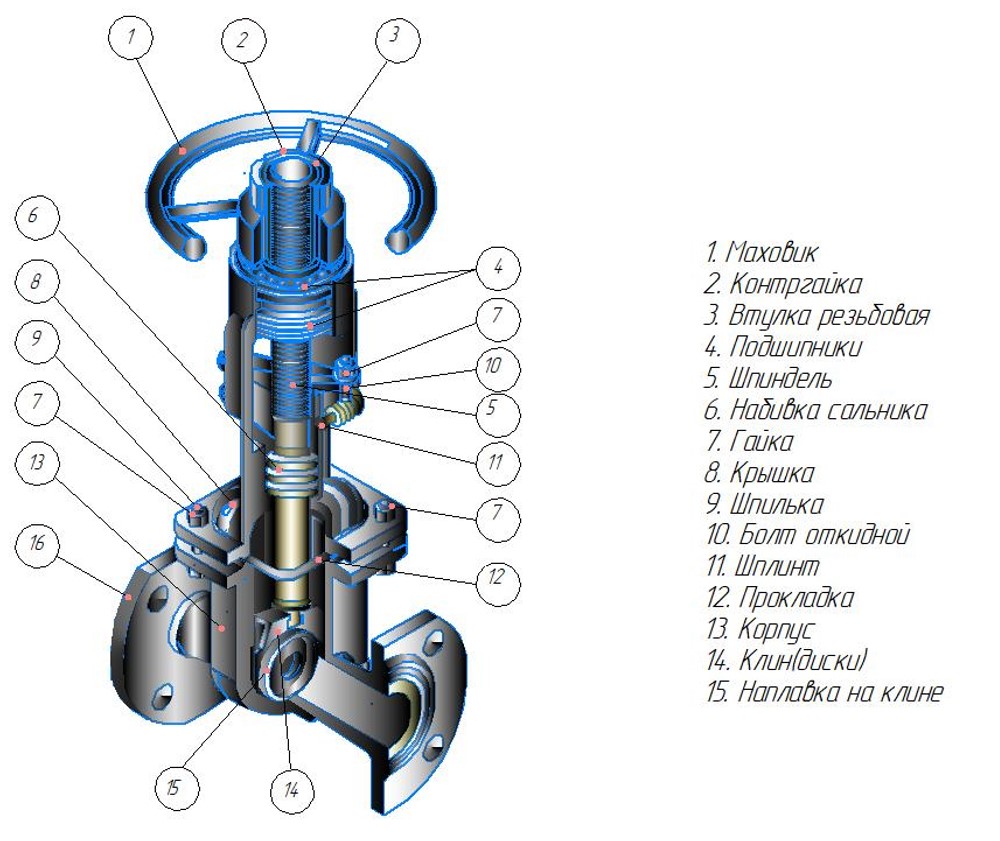 1
2
3
6
8
9
7
13
16
4
7
10
5
11
7
12
15
14
1. Маховик
2. Контргайка
3. Втулка резьбовая
4. Подшипники
5. Шпиндель
6. Набивка сальника
7. Гайка
8. Крышка
9. Шпилька
10. Болт откидной
11. Шплинт
12. Прокладка
13. Корпус
14. Клин(диски)
15. Наплавка на клине